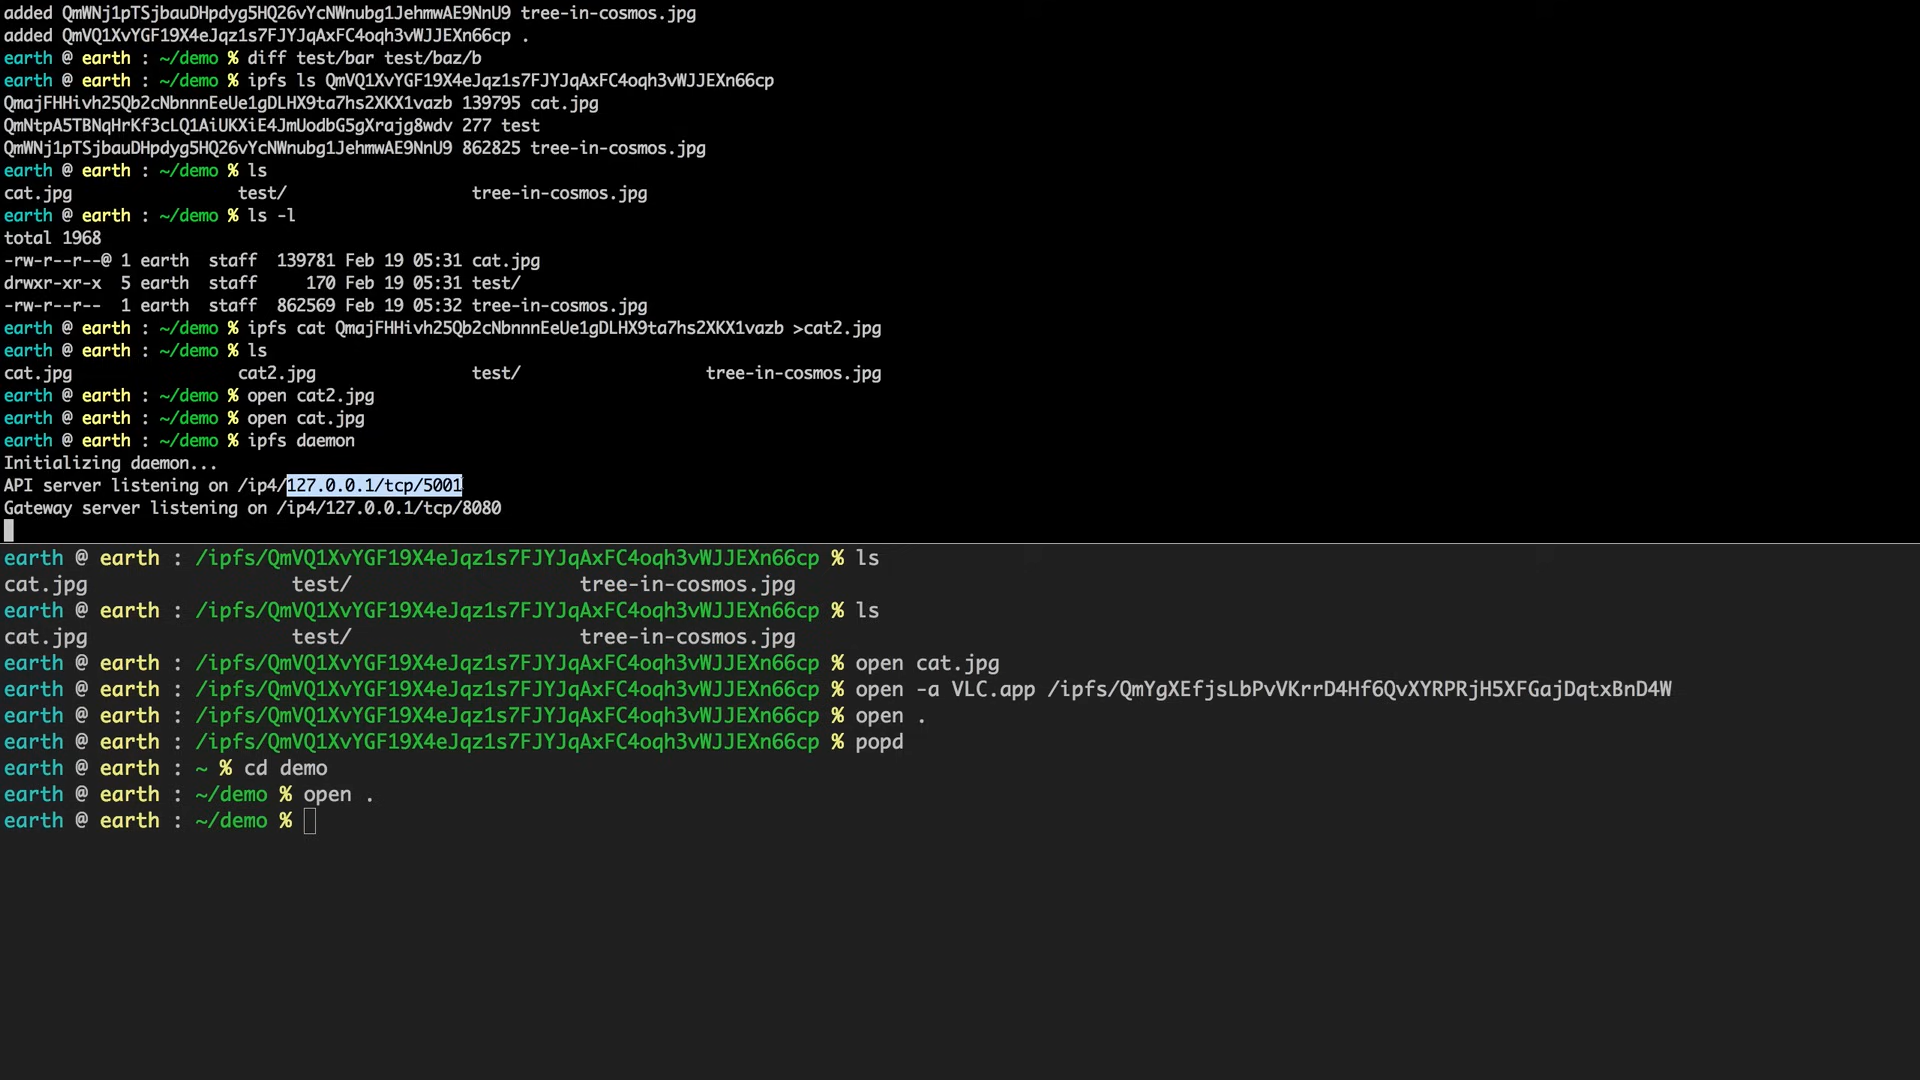 added QmWNj1pTSjbauDHpdyg5HQ26vYcNWnubg1JehmwAE9NnU9 tree-in-cosmos.jpg
added QmVQ1XvYGF19X4eJqz1s7FJYJqAxFC4oqh3vWJJEXn66cp .
earth @ earth : ~/demo % diff test/bar test/baz/b
earth @ earth : ~/demo % ipfs ls QmVQ1XvYGF19X4eJqz1s7FJYJqAxFC4oqh3vWJJEXn66cp
QmajFHHivh25Qb2cNbnnnEeUe1gDLHX9ta7hs2XKX1vazb 139795 cat.jpg
QmNtpA5TBNqHrKf3cLQ1AiUKXiE4JmUodbG5gXrajg8wdv 277 test
QmWNj1pTSjbauDHpdyg5HQ26vYcNWnubg1JehmwAE9NnU9 862825 tree-in-cosmos.jpg
earth @ earth : ~/demo % ls
cat.jpg test/ tree-in-cosmos.jpg
earth @ earth : ~/demo % ls -l
total 1968
-rw-r--r--@ 1 earth staff 139781 Feb 19 05:31 cat.jpg
drwxr-xr-x 5 earth staff 170 Feb 19 05:31 test/
-rw-r--r-- 1 earth staff 862569 Feb 19 05:32 tree-in-cosmos.jpg
earth @ earth : ~/demo % ipfs cat QmajFHHivh25Qb2cNbnnnEeUe1gDLHX9ta7hs2XKX1vazb >cat2.jpg
earth @ earth : ~/demo % ls
cat.jpg cat2.jpg test/ tree-in-cosmos.jpg
earth @ earth : ~/demo % open cat2.jpg
earth @ earth : ~/demo % open cat.jpg
earth @ earth : ~/demo % ipfs daemon
Initializing daemon...
API server listening on /ip4/127.0.0.1/tcp/5001
Gateway server listening on /ip4/127.0.0.1/tcp/8080
earth @ earth : /ipfs/QmVQ1XvYGF19X4eJqz1s7FJYJqAxFC4oqh3vWJJEXn66cp % ls
cat.jpg test/ tree-in-cosmos.jpg
earth @ earth : /ipfs/QmVQ1XvYGF19X4eJqz1s7FJYJqAxFC4oqh3vWJJEXn66cp % ls
cat.jpg test/ tree-in-cosmos.jpg
earth @ earth : /ipfs/QmVQ1XvYGF19X4eJqz1s7FJYJqAxFC4oqh3vWJJEXn66cp % open cat.jpg
earth @ earth : /ipfs/QmVQ1XvYGF19X4eJqz1s7FJYJqAxFC4oqh3vWJJEXn66cp % open -a VLC.app /ipfs/QmYgXEfjsLbPvVKrrD4Hf6QvXYRPRjH5XFGajDqtxBnD4W
earth @ earth : /ipfs/QmVQ1XvYGF19X4eJqz1s7FJYJqAxFC4oqh3vWJJEXn66cp % open .
earth @ earth : /ipfs/QmVQ1XvYGF19X4eJqz1s7FJYJqAxFC4oqh3vWJJEXn66cp % popd
earth @ earth : ~ % cd demo
earth @ earth : ~/demo % open .
earth @ earth : ~/demo %